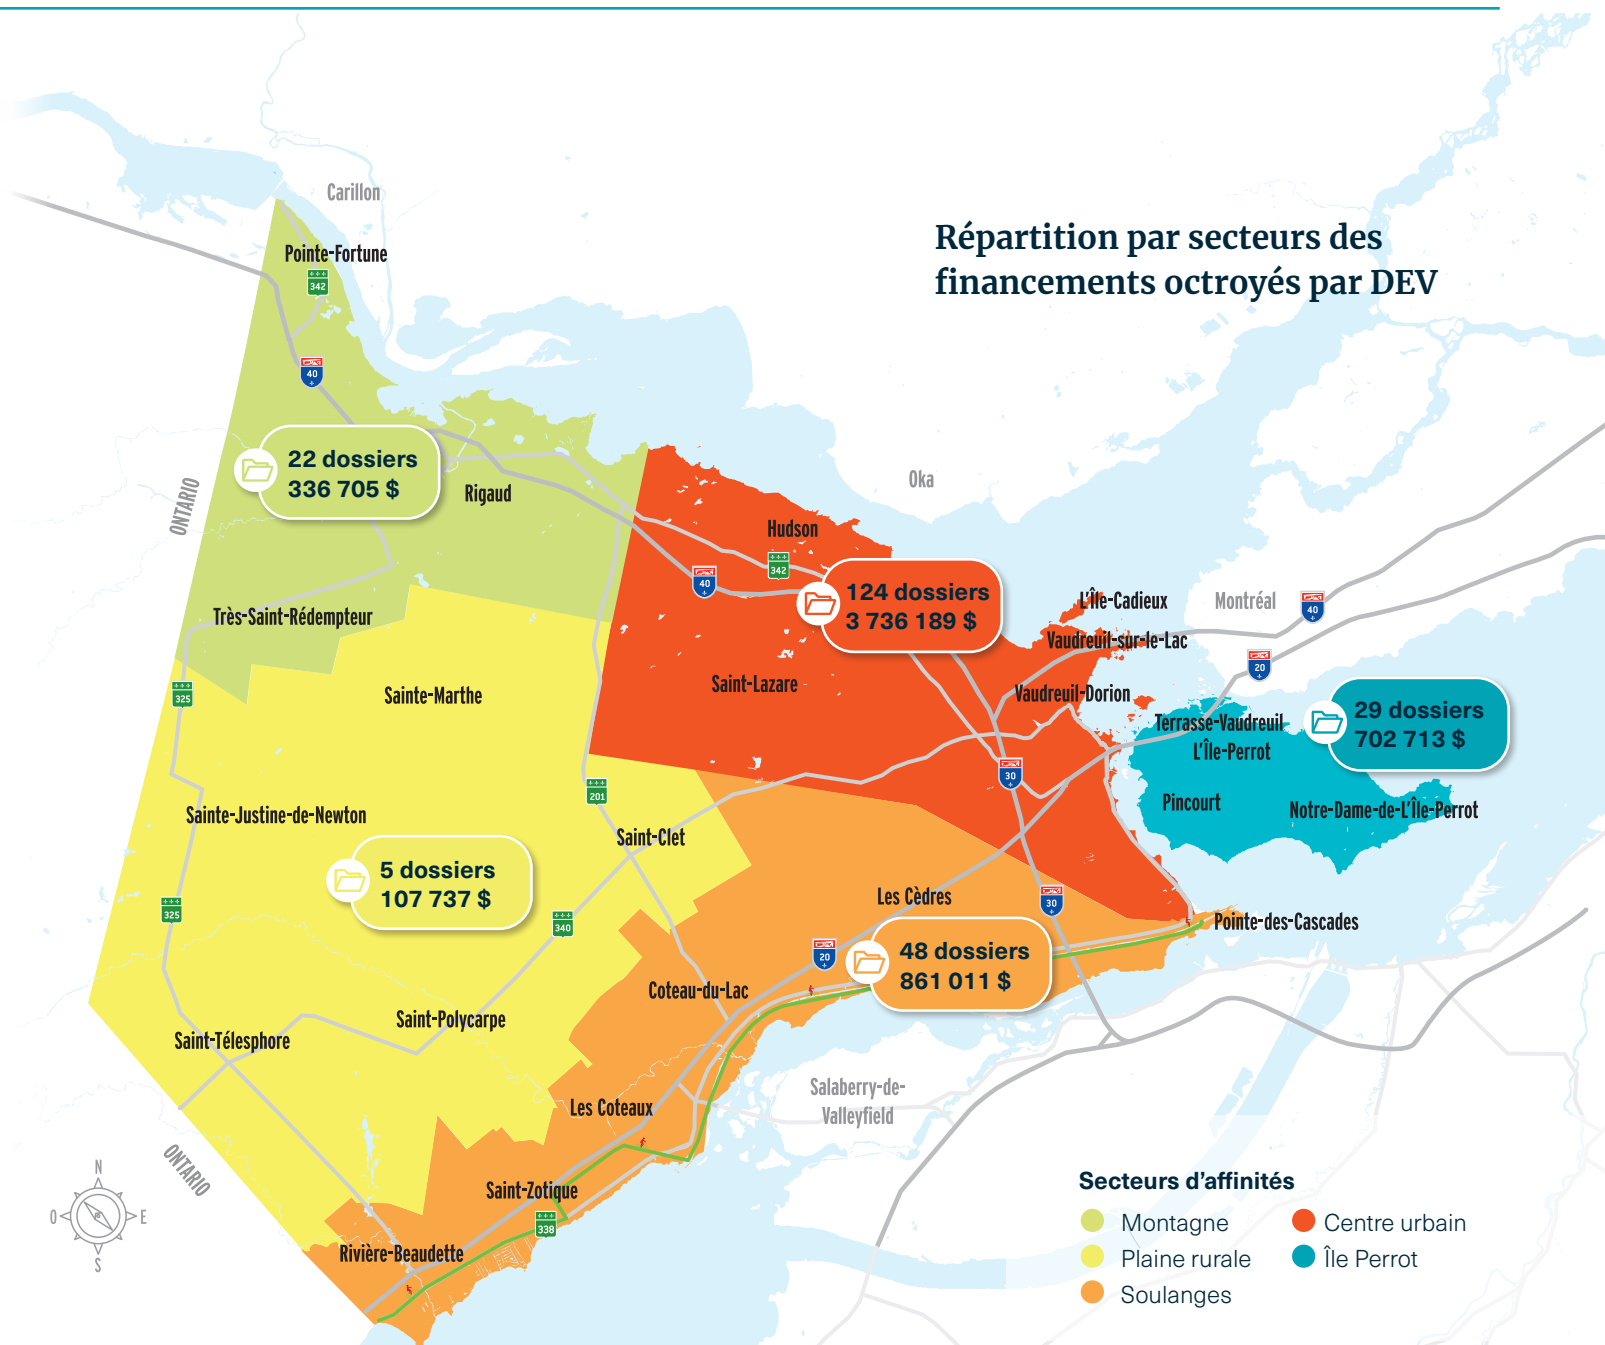 Répartition par secteurs des
financements octroyés par DEV
Carillon
Pointe-Fortune
342
40
22 dossiers
336 705 $
Rigaud
ONTARIO
Oka
Hudson
342
40
124 dossiers
3 736 189 $
L'Île-Cadieux
Montréal
40
Très-Saint-Rédempteur
Vaudreuil-sur-le-Lac
20
Sainte-Marthe
Saint-Lazare
Vaudreuil-Dorion
325
29 dossiers
702 713 $
Terrasse-Vaudreuil
L'Île-Perrot
30
201
Pincourt
Notre-Dame-de-L'Île-Perrot
Sainte-Justine-de-Newton
Saint-Clet
5 dossiers
107 737 $
Les Cèdres
30
325
340
Pointe-des-Cascades
20
48 dossiers
861 011 $
Coteau-du-Lac
Saint-Polycarpe
Saint-Télesphore
Salaberry-de-
Valleyfield
Les Coteaux
ONTARIO
Saint-Zotique
338
Rivière-Beaudette
N
O
E
S
Secteurs d'affinités
Montagne
Plaine rurale
Soulanges
Centre urbain
Île Perrot